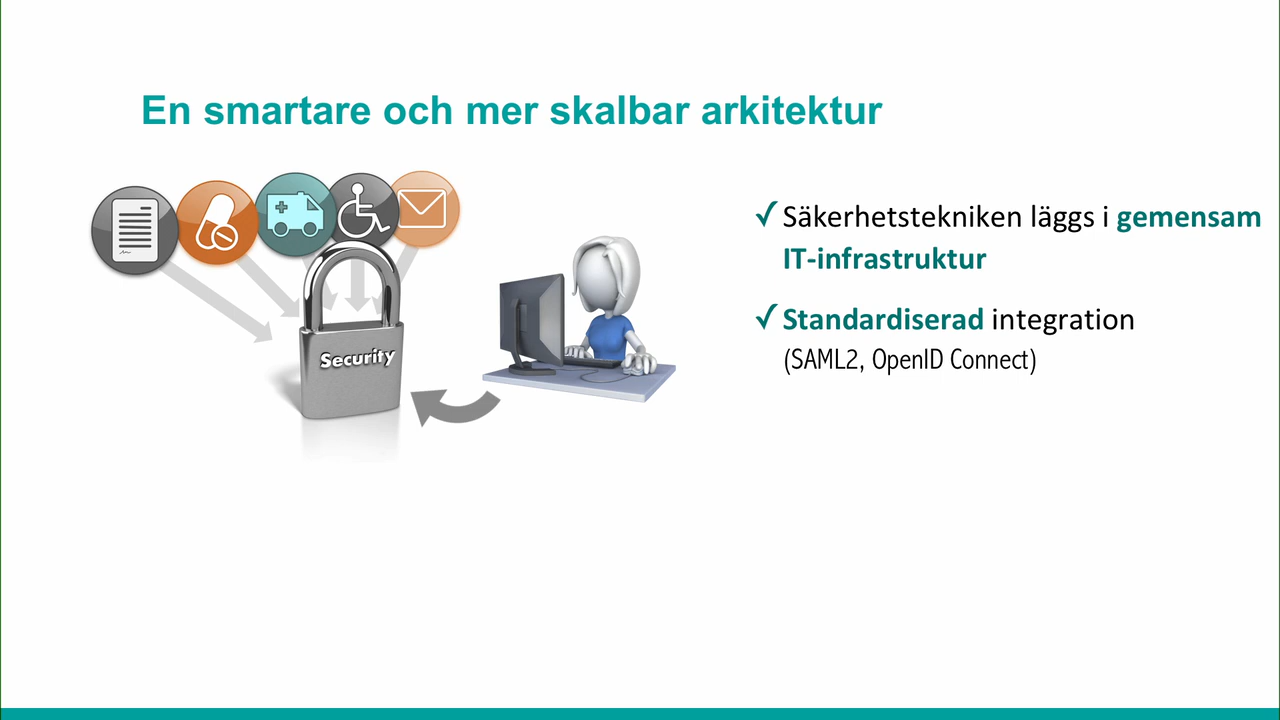 En smartare och mer skalbar arkitektur
Security
✓ Säkerhetstekniken läggs i gemensam
IT-infrastruktur
✓ Standardiserad integration
(SAML2, OpenID Connect)